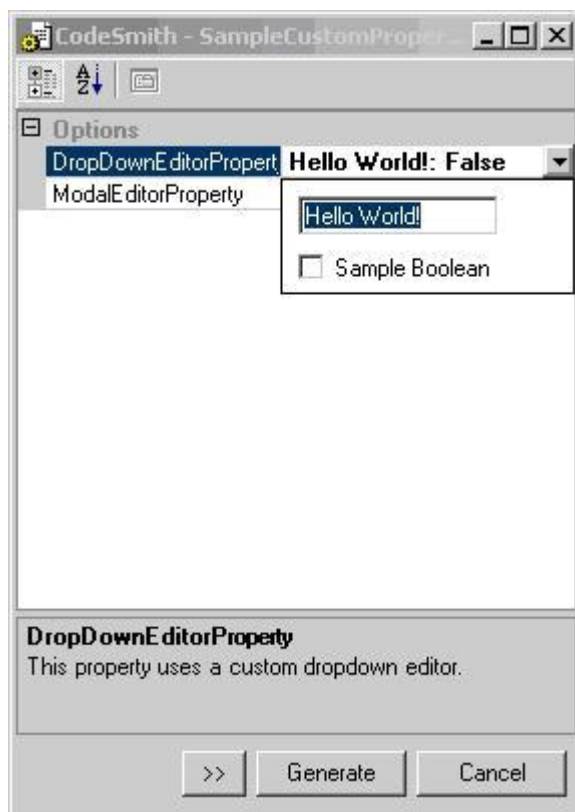 CodeSmith - SampleCustomProper...
Options
DropDownEditorPropert Hello World!: False
ModalEditorProperty
Hello World!
Sample Boolean
DropDownEditorProperty
This property uses a custom dropdown editor.
>> Generate Cancel